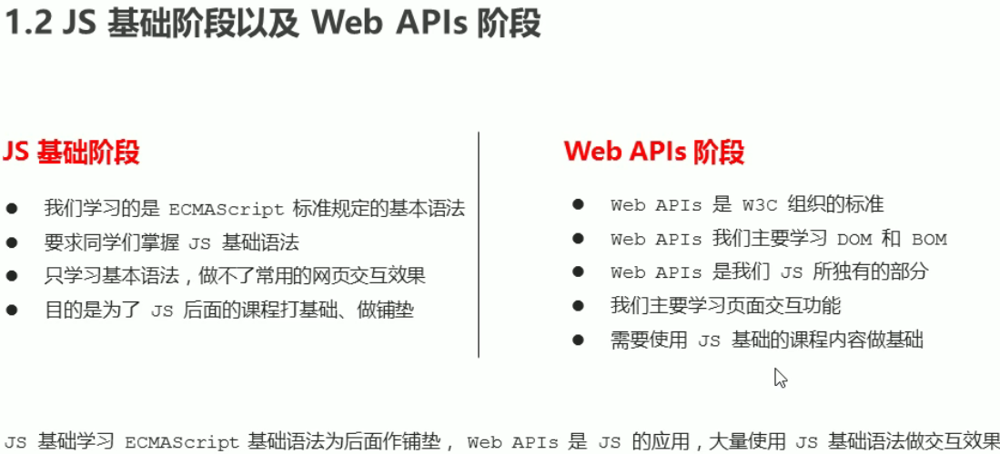 1.2 JS 基础阶段以及 Web APIs 阶段
JS 基础阶段
● 我们学习的是 ECMAScript 标准规定的基本语法
● 要求同学们掌握 JS 基础语法
● 只学习基本语法，做不了常用的网页交互效果
● 目的是为了 JS 后面的课程打基础、做铺垫
Web APIs 阶段
● Web APIs 是 W3C 组织的标准
● Web APIs 我们主要学习 DOM 和 BOM
● Web APIs 是我们 JS 所独有的部分
● 我们主要学习页面交互功能
● 需要使用 JS 基础的课程内容做基础
JS 基础学习 ECMAScript 基础语法为后面作铺垫，Web APIs 是 JS 的应用，大量使用 JS 基础语法做交互效果